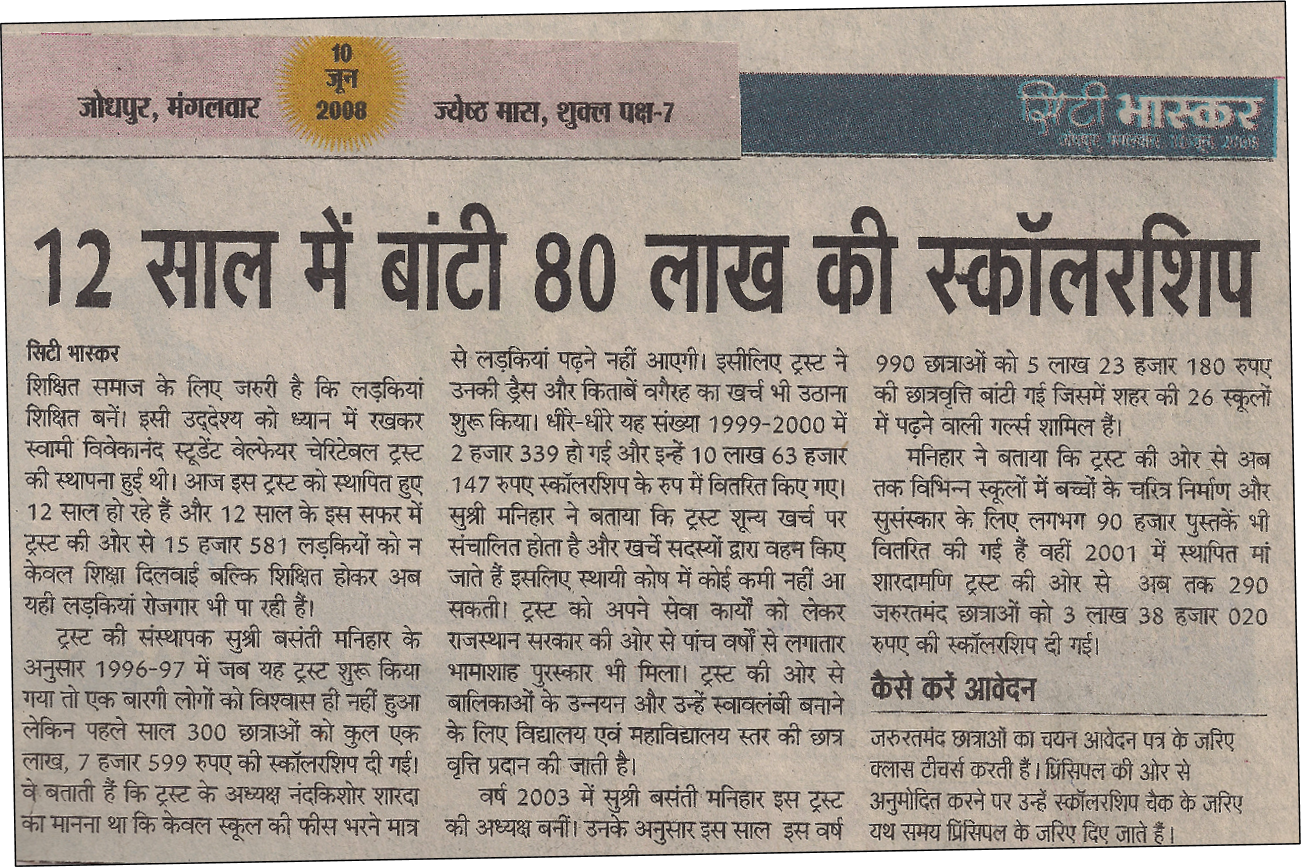 जोधपुर, मंगलवार
10
जून
2008
ज्येष्ठ मास, शुक्ल पक्ष-7
सिटी भास्कर
जोधपुर, मंगलवार, 10 जून, 2008
12 साल में बांटी 80 लाख की स्कॉलरशिप
सिटी भास्कर
शिक्षित समाज के लिए जरुरी है कि लड़कियां
शिक्षित बनें। इसी उद्देश्य को ध्यान में रखकर
स्वामी विवेकानंद स्टूडेंट वेल्फेयर चेरिटेबल ट्रस्ट
की स्थापना हुई थी। आज इस ट्रस्ट को स्थापित हुए
12 साल हो रहे हैं और 12 साल के इस सफर में
ट्रस्ट की ओर से 15 हजार 581 लड़कियों को न
केवल शिक्षा दिलवाई बल्कि शिक्षित होकर अब
यही लड़कियां रोजगार भी पा रही हैं।
ट्रस्ट की संस्थापक सुश्री बसंती मनिहार के
अनुसार 1996-97 में जब यह ट्रस्ट शुरू किया
गया तो एक बारगी लोगों को विश्वास ही नहीं हुआ
लेकिन पहले साल 300 छात्राओं को कुल एक
लाख, 7 हजार 599 रुपए की स्कॉलरशिप दी गई।
वे बताती हैं कि ट्रस्ट के अध्यक्ष नंदकिशोर शारदा
का मानना था कि केवल स्कूल की फीस भरने मात्र
से लड़कियां पढ़ने नहीं आएगी। इसीलिए ट्रस्ट ने
उनकी ड्रैस और किताबें वगैरह का खर्च भी उठाना
शुरू किया। धीरे-धीरे यह संख्या 1999-2000 में
2 हजार 339 हो गई और इन्हें 10 लाख 63 हजार
147 रुपए स्कॉलरशिप के रुप में वितरित किए गए।
सुश्री मनिहार ने बताया कि ट्रस्ट शून्य खर्च पर
संचालित होता है और खर्चे सदस्यों द्वारा वहन किए
जाते हैं इसलिए स्थायी कोष में कोई कमी नहीं आ
सकती। ट्रस्ट को अपने सेवा कार्यों को लेकर
राजस्थान सरकार की ओर से पांच वर्षों से लगातार
भामाशाह पुरस्कार भी मिला। ट्रस्ट की ओर से
बालिकाओं के उन्नयन और उन्हें स्वावलंबी बनाने
के लिए विद्यालय एवं महाविद्यालय स्तर की छात्र
वृत्ति प्रदान की जाती है।
वर्ष 2003 में सुश्री बसंती मनिहार इस ट्रस्ट
की अध्यक्ष बनीं। उनके अनुसार इस साल इस वर्ष
990 छात्राओं को 5 लाख 23 हजार 180 रुपए
की छात्रवृत्ति बांटी गई जिसमें शहर की 26 स्कूलों
में पढ़ने वाली गर्ल्स शामिल हैं।
मनिहार ने बताया कि ट्रस्ट की ओर से अब
तक विभिन्न स्कूलों में बच्चों के चरित्र निर्माण और
सुसंस्कार के लिए लगभग 90 हजार पुस्तकें भी
वितरित की गई हैं वहीं 2001 में स्थापित मां
शारदामणि ट्रस्ट की ओर से अब तक 290
जरुरतमंद छात्राओं को 3 लाख 38 हजार 020
रुपए की स्कॉलरशिप दी गई।
कैसे करें आवेदन
जरुरतमंद छात्राओं का चयन आवेदन पत्र के जरिए
क्लास टीचर्स करती हैं। प्रिंसिपल की ओर से
अनुमोदित करने पर उन्हें स्कॉलरशिप चैक के जरिए
यथ समय प्रिंसिपल के जरिए दिए जाते हैं।